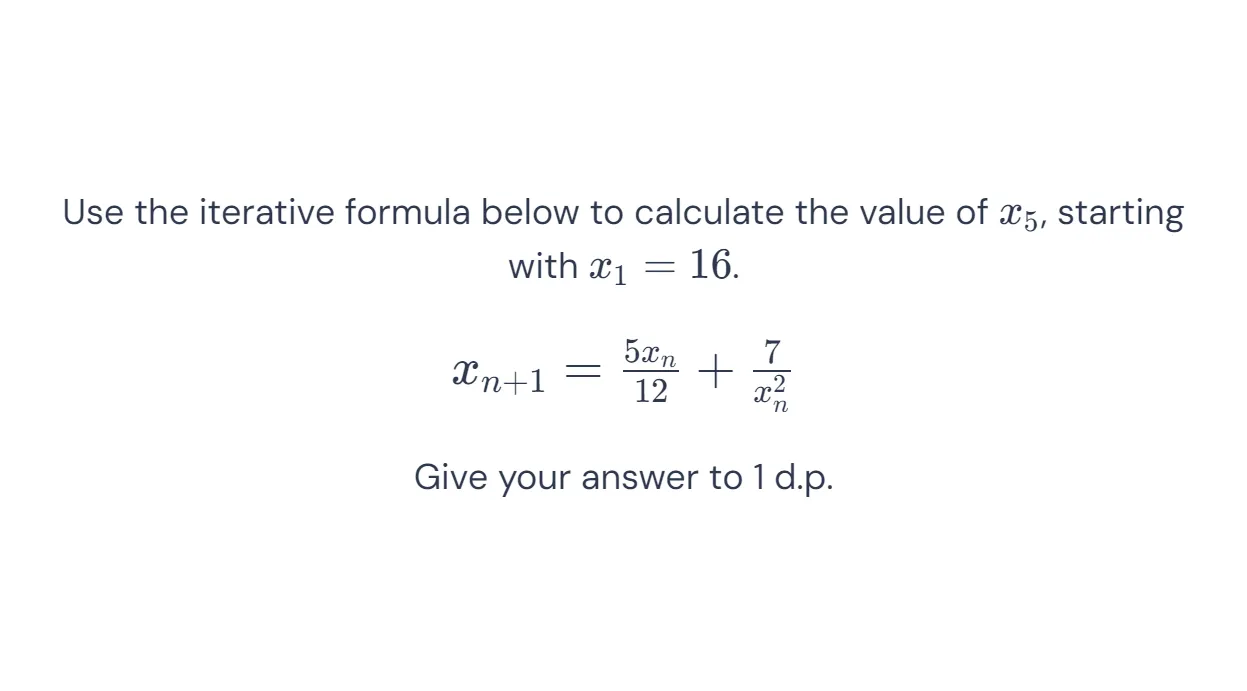 Use the iterative formula below to calculate the value of $x_5$, starting
with $x_1 = 16$.
$x_{n+1} = \frac{5x_n}{12} + \frac{7}{x_n^2}$
Give your answer to 1 d.p.